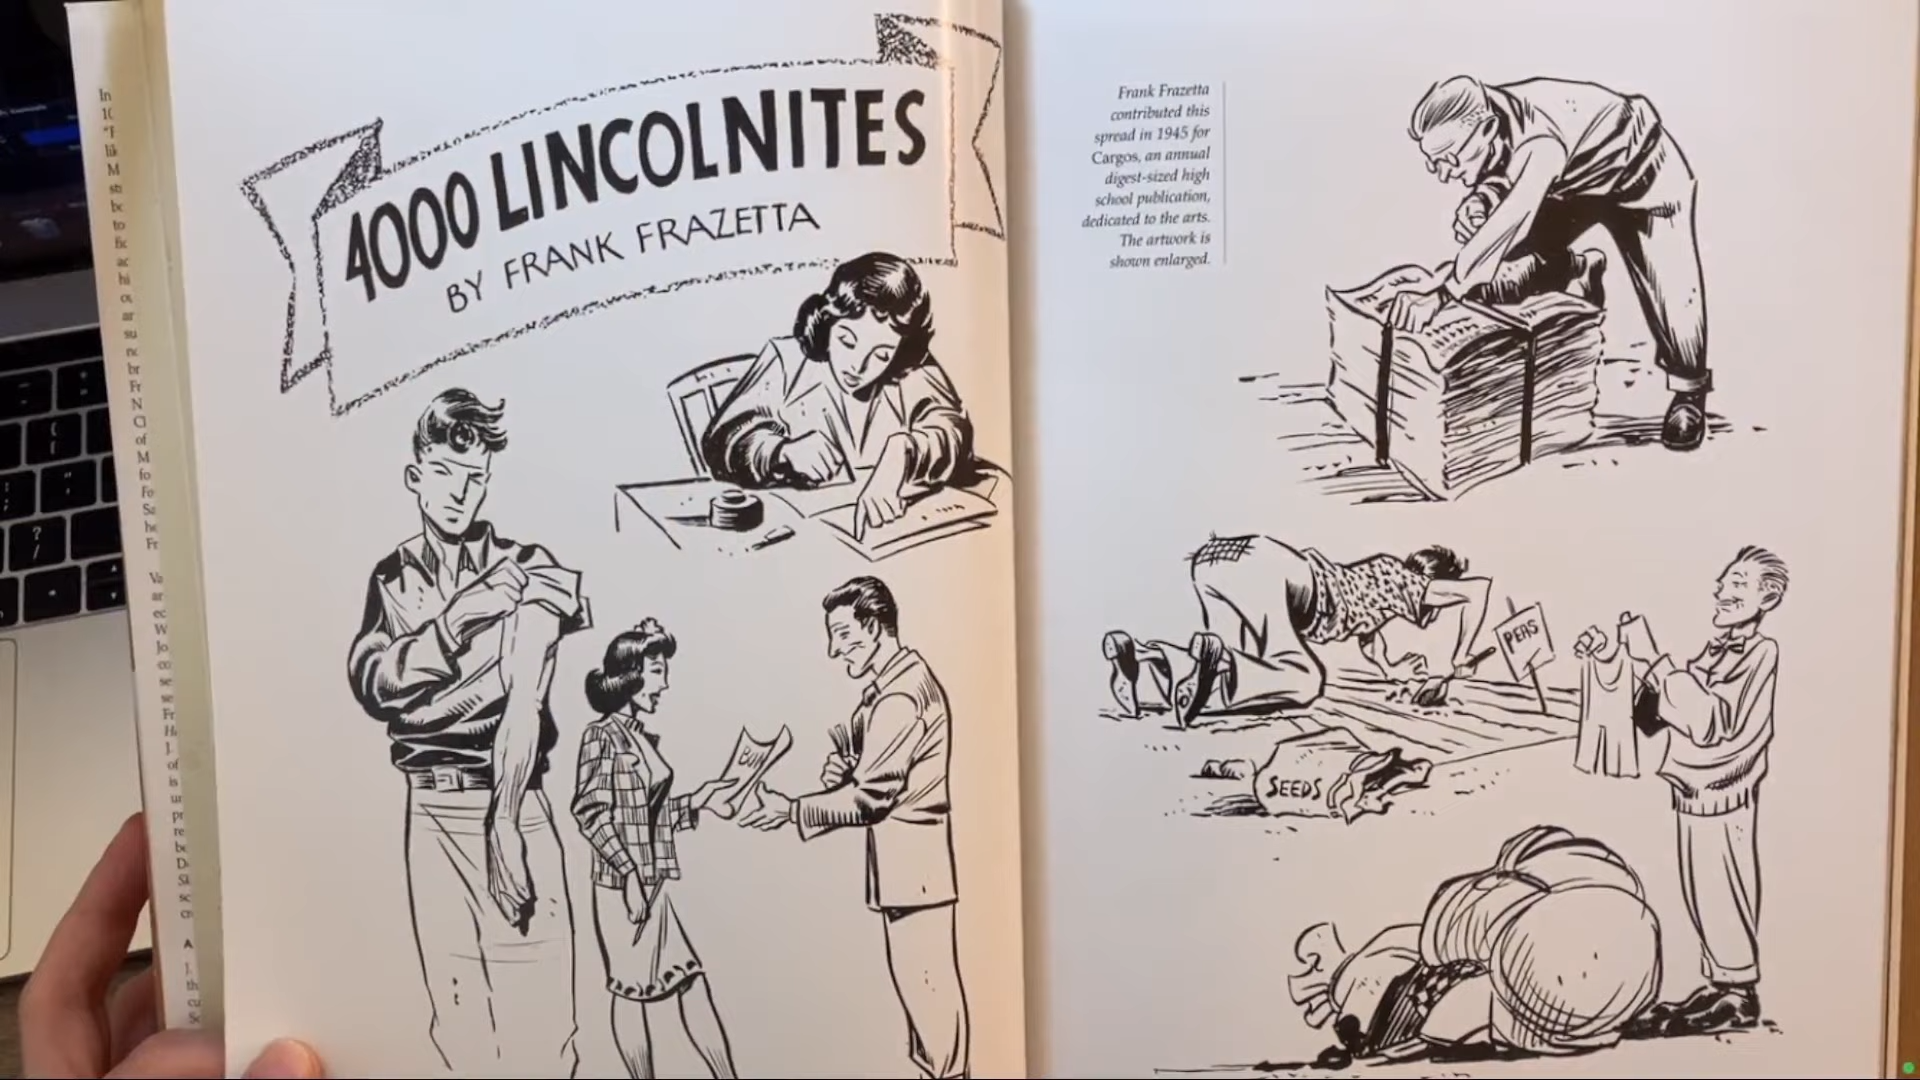 4000 LINCOLNITES
BY FRANK FRAZETTA
Frank Frazetta
contributed this
spread in 1945 for
Cargos, an annual
digest-sized high
school publication,
dedicated to the arts.
The artwork is
shown enlarged.
PEAS
SEEDS